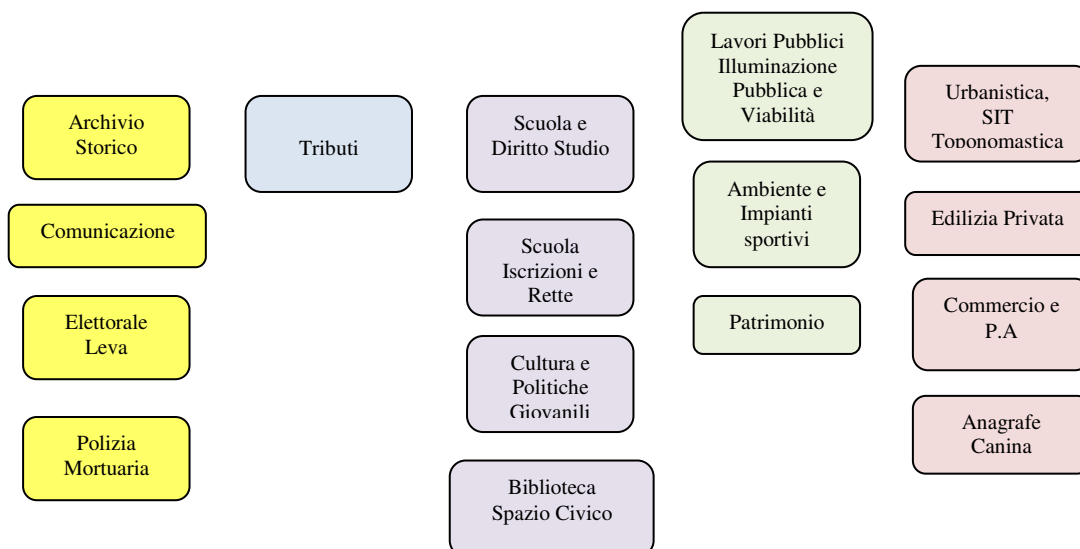 Archivio
Storico
Comunicazione
Elettorale
Leva
Polizia
Mortuaria
Tributi
Scuola e
Diritto Studio
Scuola
Iscrizioni e
Rette
Cultura e
Politiche
Giovanili
Biblioteca
Spazio Civico
Lavori Pubblici
Illuminazione
Pubblica e
Viabilità
Ambiente e
Impianti
sportivi
Patrimonio
Urbanistica,
SIT
Toponomastica
Edilizia Privata
Commercio e
P.A
Anagrafe
Canina